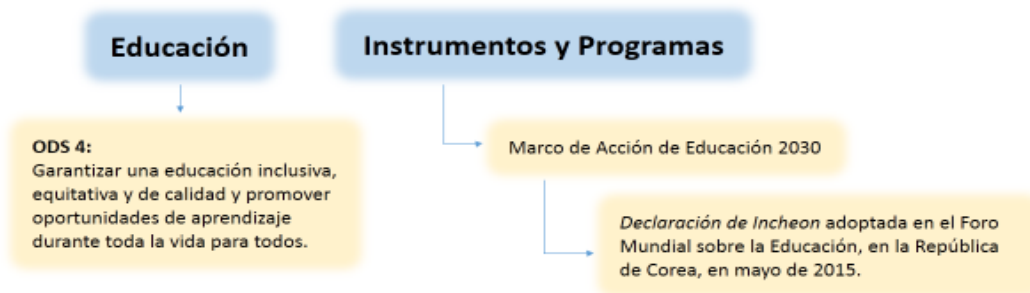 Educación
Instrumentos y Programas
ODS 4:
Garantizar una educación inclusiva,
equitativa y de calidad y promover
oportunidades de aprendizaje
durante toda la vida para todos.
Marco de Acción de Educación 2030
Declaración de Incheon adoptada en el Foro
Mundial sobre la Educación, en la República
de Corea, en mayo de 2015.